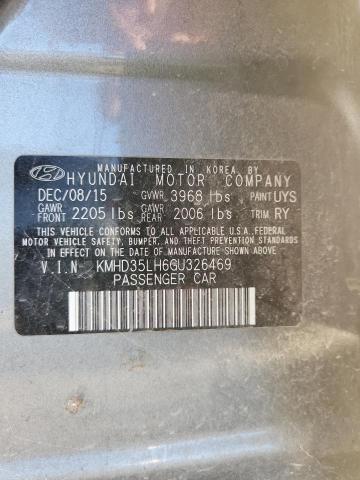 MANUFACTURED IN KOREA BY
HYUNDAI MOTOR COMPANY
DEC/08/15 GVWR 3968 lbs PAINT UYS
GAWR FRONT 2205 lbs GAWR REAR 2006 lbs TRIM RY
THIS VEHICLE CONFORMS TO ALL APPLICABLE U.S.A. FEDERAL
MOTOR VEHICLE SAFETY, BUMPER, AND THEFT PREVENTION STANDARDS
IN EFFECT ON THE DATE OF MANUFACTURE SHOWN ABOVE.
V.I.N KMHD35LH6GU326469
PASSENGER CAR